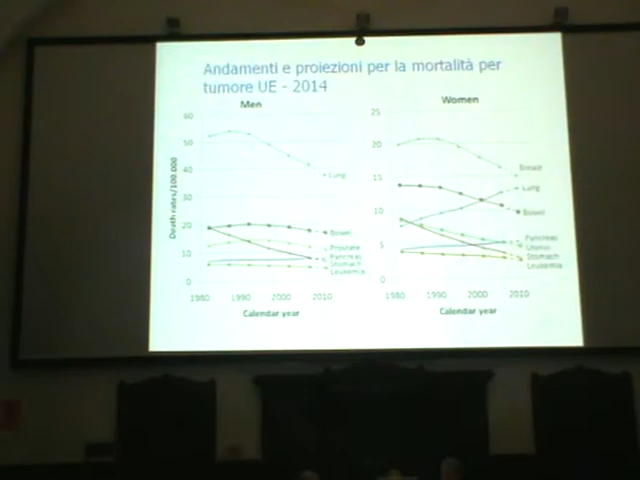 Andamenti e proiezioni per la mortalità per
tumore UE - 2014
Men
Women
Death rates/100.000
60
50
40
30
20
10
0
Lung
Bowel
Prostate
Pancreas
Stomach
Leukemia
1980 1990 2000 2010
Calendar year
25
20
15
10
5
0
Breast
Lung
Bowel
Pancreas
Uterus
Stomach
Leukemia
1980 1990 2000 2010
Calendar year